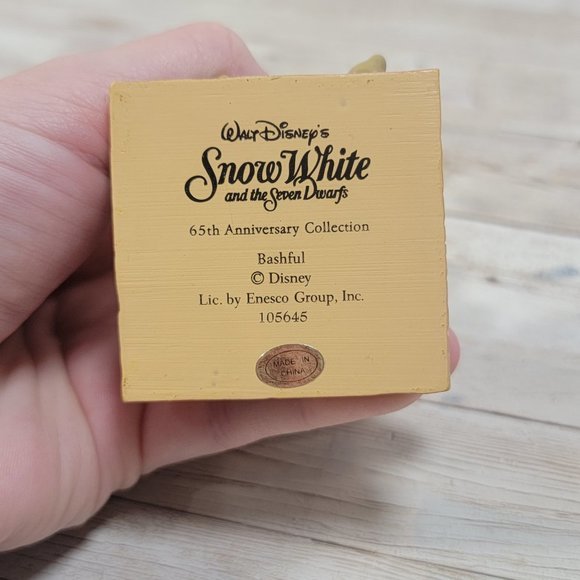 Walt Disney's
Snow White
and the Seven Dwarfs
65th Anniversary Collection
Bashful
© Disney
Lic. by Enesco Group, Inc.
105645
MADE IN
CHINA